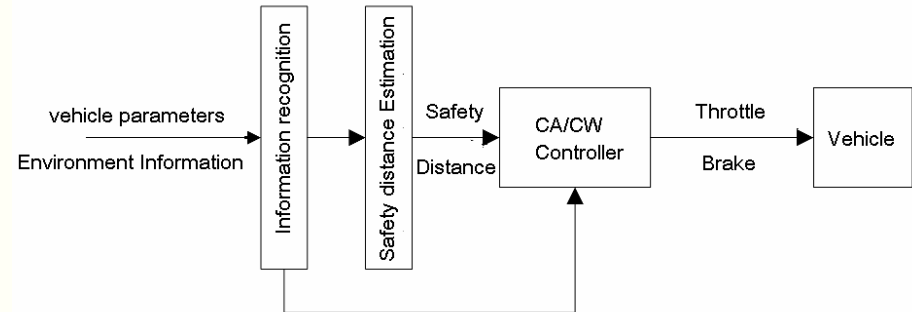 vehicle parameters
Environment Information
Information recognition
Safety distance Estimation
Safety
Distance
CA/CW
Controller
Throttle
Brake
Vehicle